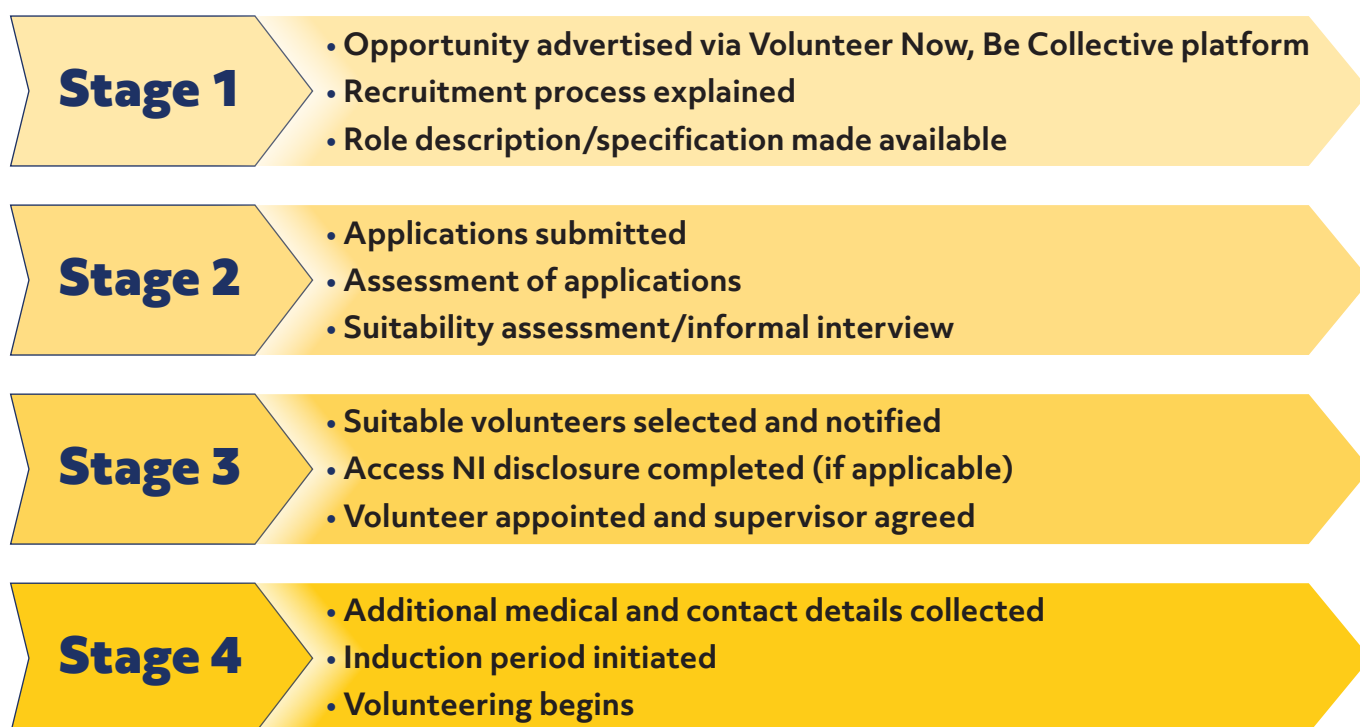 Stage 1
• Opportunity advertised via Volunteer Now, Be Collective platform
• Recruitment process explained
• Role description/specification made available
Stage 2
• Applications submitted
• Assessment of applications
• Suitability assessment/informal interview
Stage 3
• Suitable volunteers selected and notified
• Access NI disclosure completed (if applicable)
• Volunteer appointed and supervisor agreed
Stage 4
• Additional medical and contact details collected
• Induction period initiated
• Volunteering begins